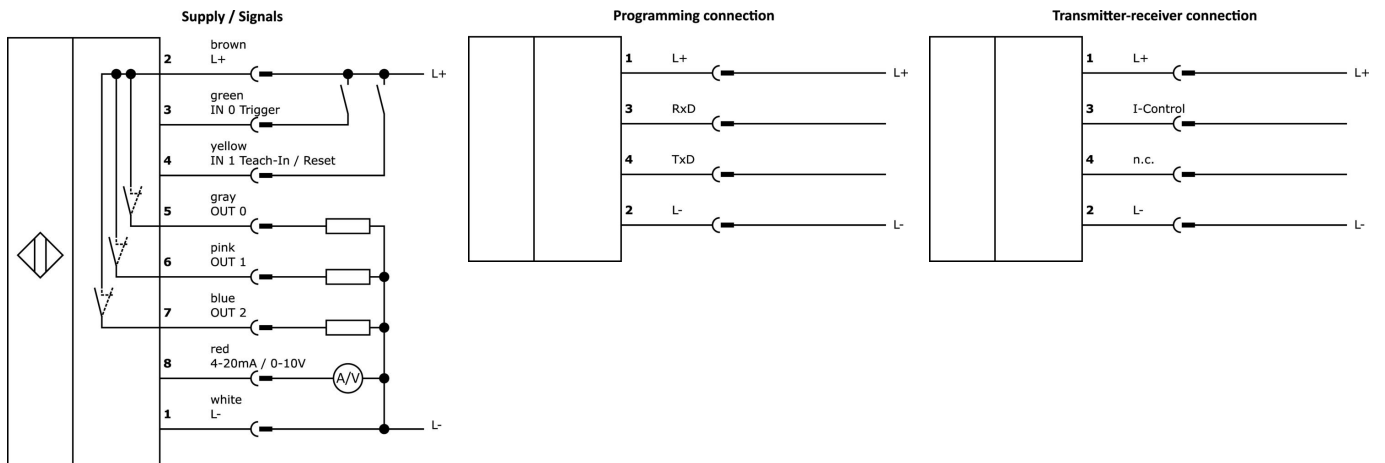 Supply / Signals
brown
2 L+
L+
green
3 IN 0 Trigger
yellow
4 IN 1 Teach-In / Reset
gray
5 OUT 0
pink
6 OUT 1
blue
7 OUT 2
red
8 4-20mA / 0-10V
A/V
white
1 L-
L-
Programming connection
1 L+
L+
3 RxD
4 TxD
2 L-
L-
Transmitter-receiver connection
1 L+
L+
3 I-Control
4 n.c.
2 L-
L-